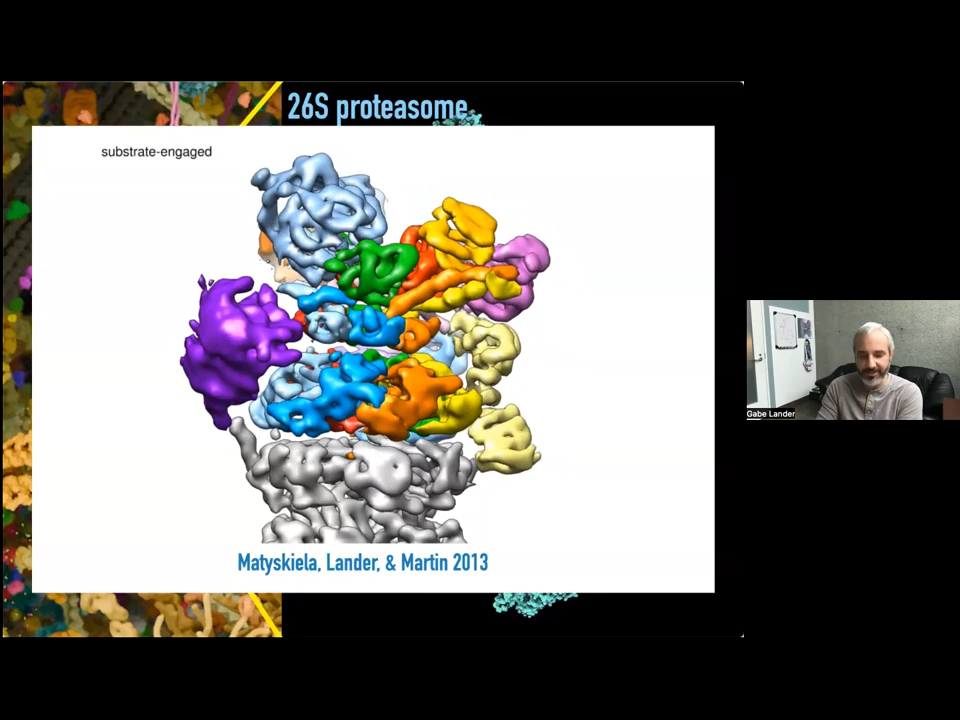 26S proteasome
substrate-engaged
Matyskiela, Lander, & Martin 2013
Gabe Lander